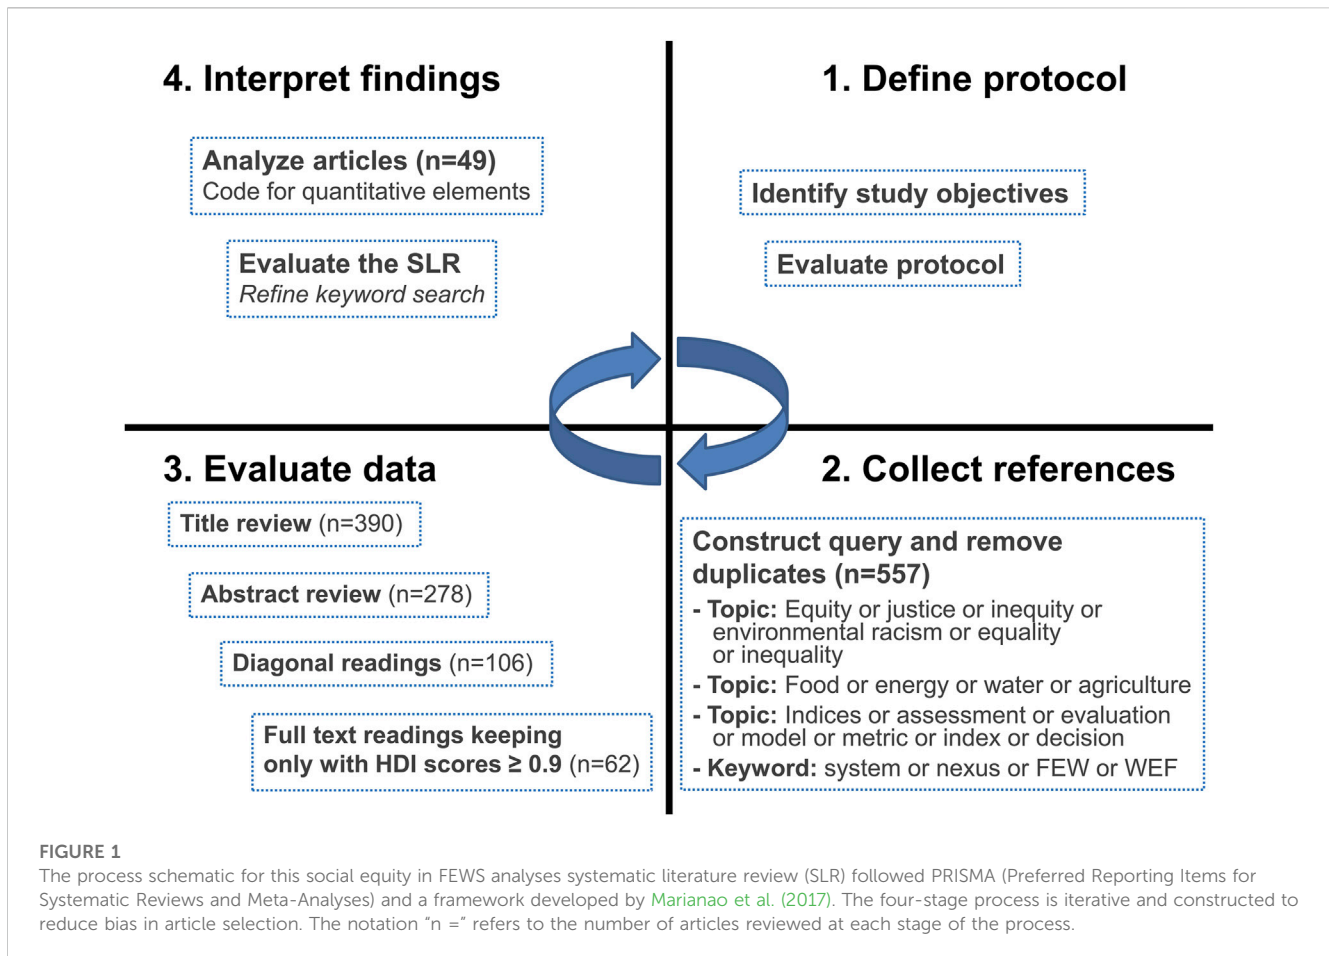 4. Interpret findings
Analyze articles (n=49)
Code for quantitative elements
Evaluate the SLR
Refine keyword search
1. Define protocol
Identify study objectives
Evaluate protocol
3. Evaluate data
Title review (n=390)
Abstract review (n=278)
Diagonal readings (n=106)
Full text readings keeping
only with HDI scores ≥ 0.9 (n=62)
2. Collect references
Construct query and remove
duplicates (n=557)
- Topic: Equity or justice or inequity or
environmental racism or equality
or inequality
- Topic: Food or energy or water or agriculture
- Topic: Indices or assessment or evaluation
or model or metric or index or decision
- Keyword: system or nexus or FEW or WEF
FIGURE 1
The process schematic for this social equity in FEWS analyses systematic literature review (SLR) followed PRISMA (Preferred Reporting Items for
Systematic Reviews and Meta-Analyses) and a framework developed by Marianao et al. (2017). The four-stage process is iterative and constructed to
reduce bias in article selection. The notation “n =” refers to the number of articles reviewed at each stage of the process.